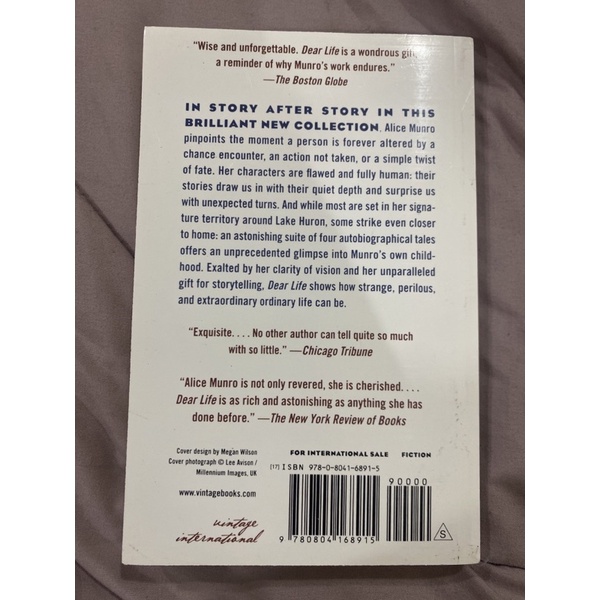 "Wise and unforgettable. Dear Life is a wondrous gift,
a reminder of why Munro's work endures."
—The Boston Globe
IN STORY AFTER STORY IN THIS
BRILLIANT NEW COLLECTION, Alice Munro
pinpoints the moment a person is forever altered by a
chance encounter, an action not taken, or a simple twist
of fate. Her characters are flawed and fully human: their
stories draw us in with their quiet depth and surprise us
with unexpected turns. And while most are set in her signa-
ture territory around Lake Huron, some strike even closer
to home: an astonishing suite of four autobiographical tales
offers an unprecedented glimpse into Munro's own child-
hood. Exalted by her clarity of vision and her unparalleled
gift for storytelling, Dear Life shows how strange, perilous,
and extraordinary ordinary life can be.
"Exquisite. . . . No other author can tell quite so much
with so little." —Chicago Tribune
"Alice Munro is not only revered, she is cherished. . . .
Dear Life is as rich and astonishing as anything she has
done before." —The New York Review of Books
Cover design by Megan Wilson
Cover photograph © Lee Avison /
Millennium Images, UK
www.vintagebooks.com
vintage
international
FOR INTERNATIONAL SALE FICTION
[17] ISBN 978-0-8041-6891-5
90000
9 780804 168915
S